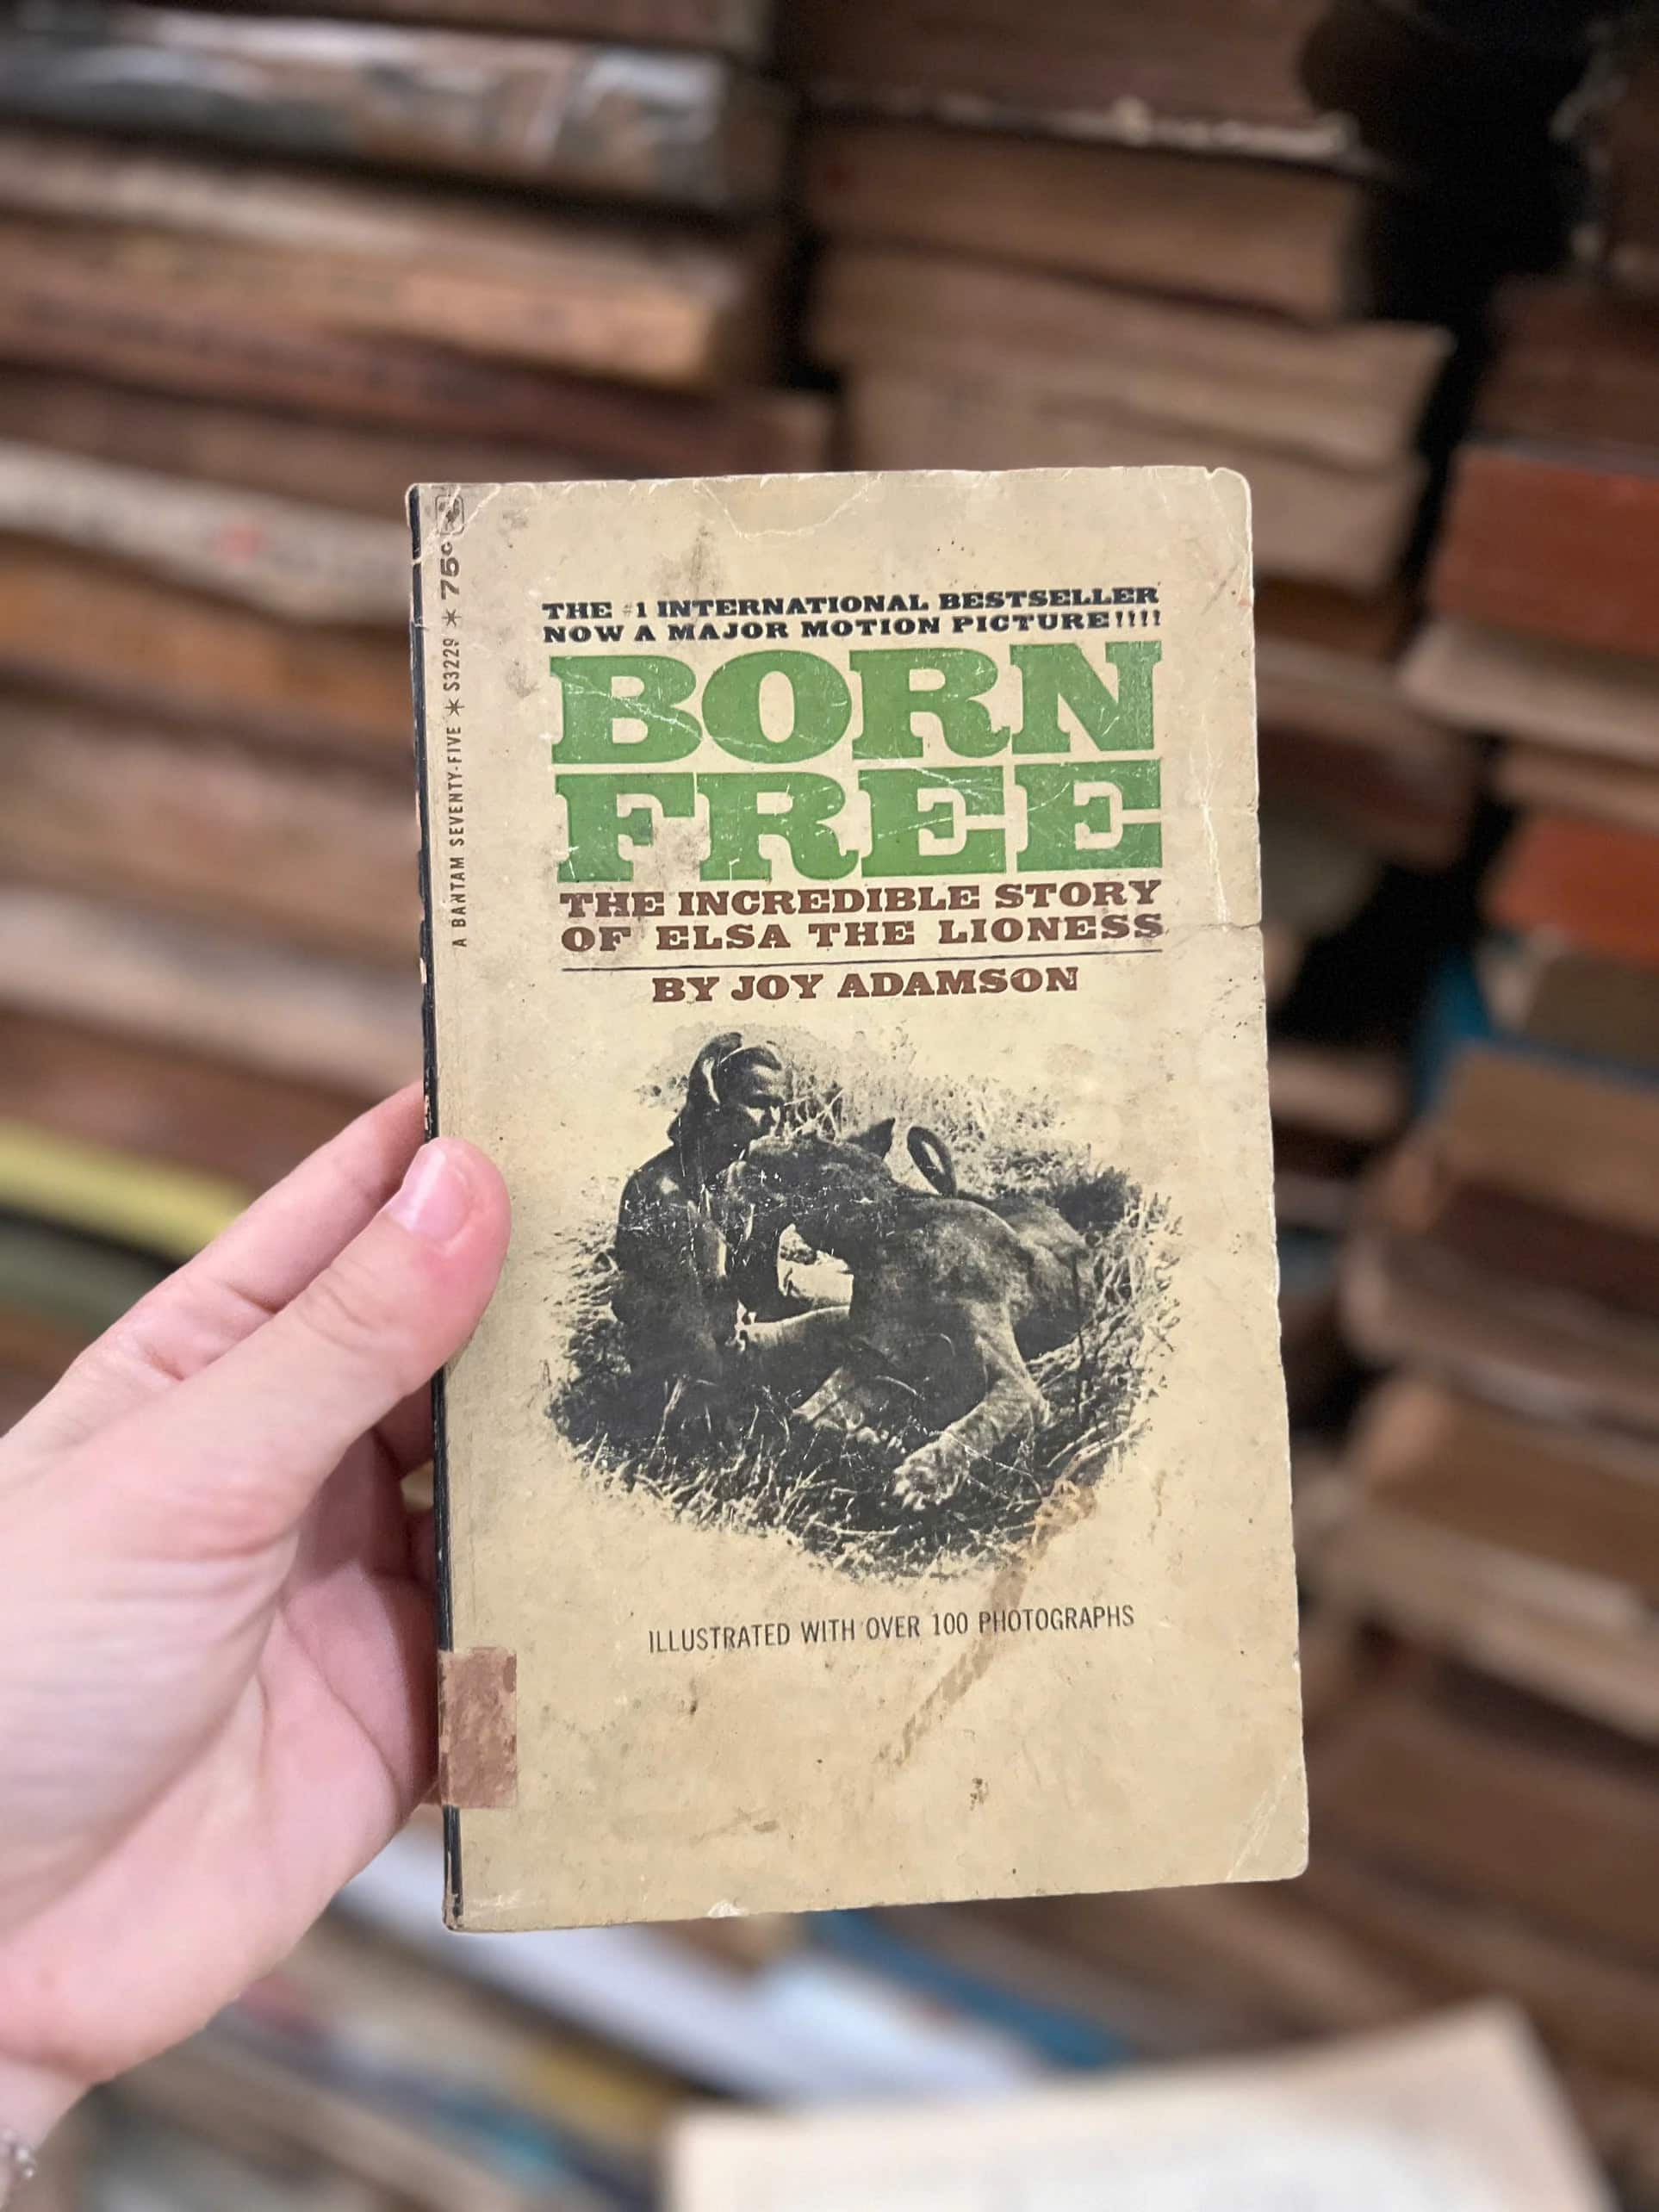 A BANTAM SEVENTY-FIVE * S3229 * 75¢
THE #1 INTERNATIONAL BESTSELLER
NOW A MAJOR MOTION PICTURE!!!!
BORN
FREE
THE INCREDIBLE STORY
OF ELSA THE LIONESS
BY JOY ADAMSON
ILLUSTRATED WITH OVER 100 PHOTOGRAPHS